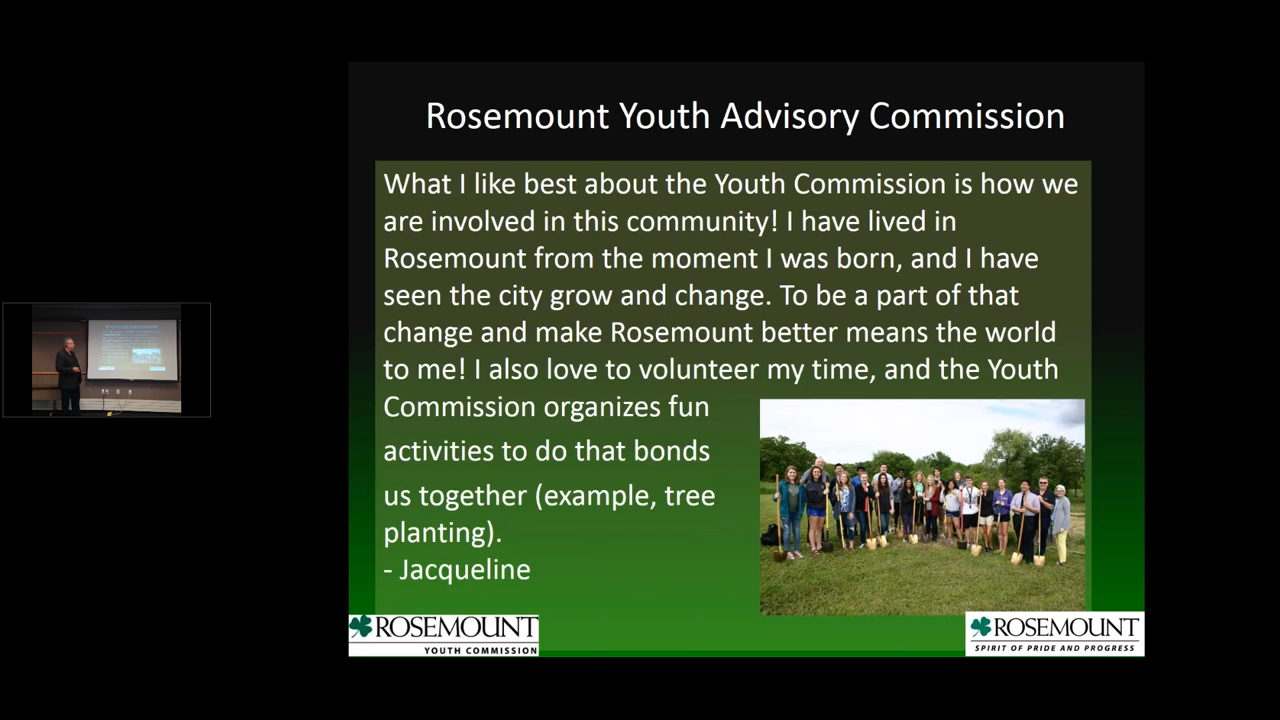 Rosemount Youth Advisory Commission
What I like best about the Youth Commission is how we
are involved in this community! I have lived in
Rosemount from the moment I was born, and I have
seen the city grow and change. To be a part of that
change and make Rosemount better means the world
to me! I also love to volunteer my time, and the Youth
Commission organizes fun
activities to do that bonds
us together (example, tree
planting).
- Jacqueline
ROSEMOUNT
YOUTH COMMISSION
ROSEMOUNT
SPIRIT OF PRIDE AND PROGRESS